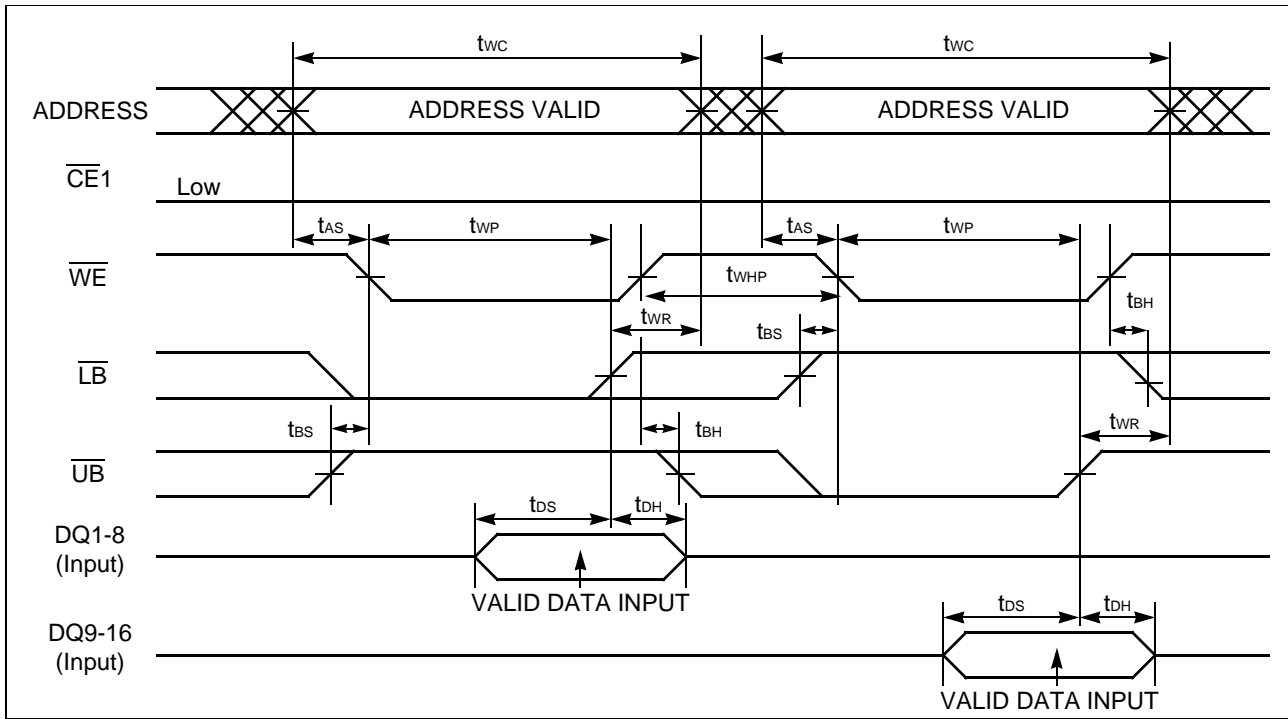 tWC tWC
ADDRESS ADDRESS VALID ADDRESS VALID
CE1 Low
tAS tWP tAS tWP
WE
tWHP
tBH
tWR
tBS
LB
tBS tBH tWR
UB
tDS tDH
DQ1-8
(Input)
VALID DATA INPUT
tDS tDH
DQ9-16
(Input)
VALID DATA INPUT